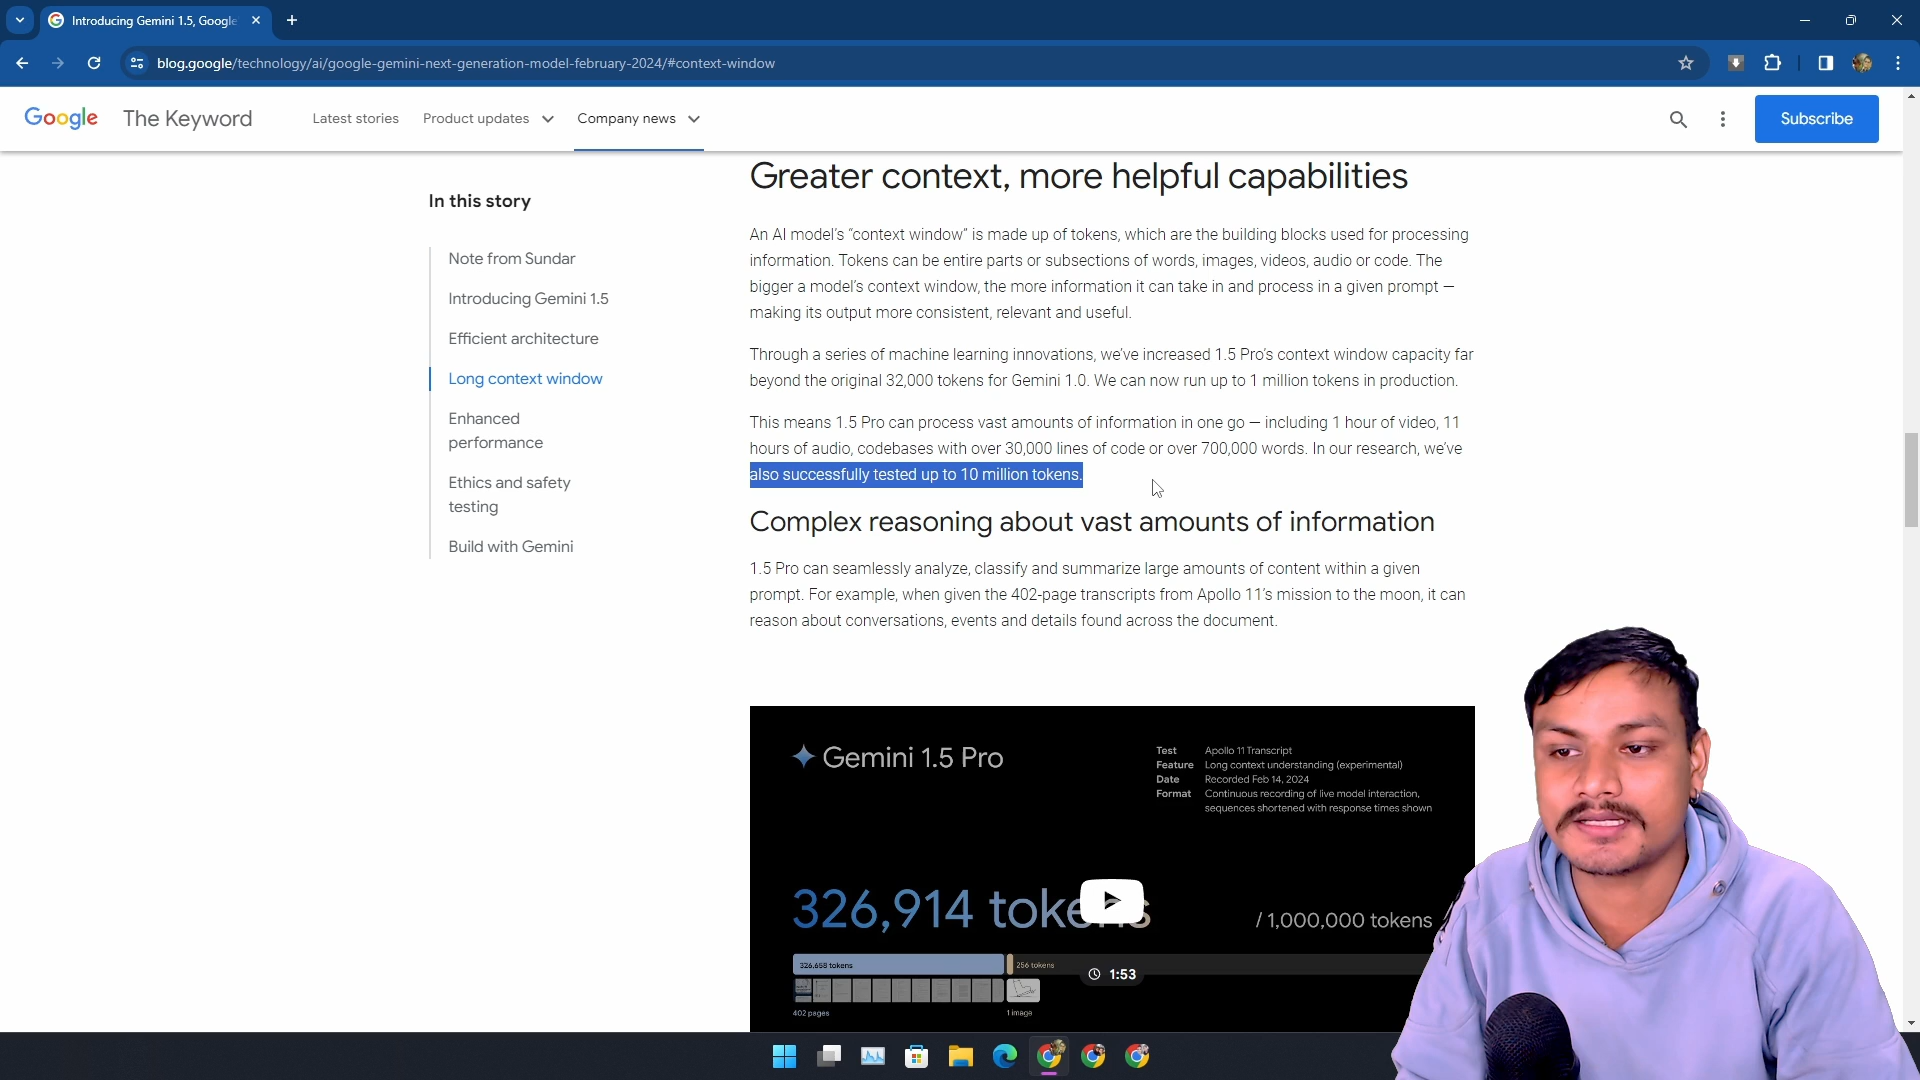 Introducing Gemini 1.5, Google
blog.google/technology/ai/google-gemini-next-generation-model-february-2024/#context-window
Google The Keyword
Latest stories
Product updates
Company news
Subscribe
In this story
Note from Sundar
Introducing Gemini 1.5
Efficient architecture
Long context window
Enhanced
performance
Ethics and safety
testing
Build with Gemini
Greater context, more helpful capabilities
An AI model’s “context window” is made up of tokens, which are the building blocks used for processing
information. Tokens can be entire parts or subsections of words, images, videos, audio or code. The
bigger a model’s context window, the more information it can take in and process in a given prompt —
making its output more consistent, relevant and useful.
Through a series of machine learning innovations, we’ve increased 1.5 Pro’s context window capacity far
beyond the original 32,000 tokens for Gemini 1.0. We can now run up to 1 million tokens in production.
This means 1.5 Pro can process vast amounts of information in one go — including 1 hour of video, 11
hours of audio, codebases with over 30,000 lines of code or over 700,000 words. In our research, we’ve
also successfully tested up to 10 million tokens.
Complex reasoning about vast amounts of information
1.5 Pro can seamlessly analyze, classify and summarize large amounts of content within a given
prompt. For example, when given the 402-page transcripts from Apollo 11’s mission to the moon, it can
reason about conversations, events and details found across the document.
Gemini 1.5 Pro
Test Apollo 11 Transcript
Feature Long context understanding (experimental)
Date Recorded Feb 14, 2024
Format Continuous recording of live model interaction,
sequences shortened with response times shown
326,914 tokens
/ 1,000,000 tokens
326,658 tokens
256 tokens
1:53
402 pages
1 image